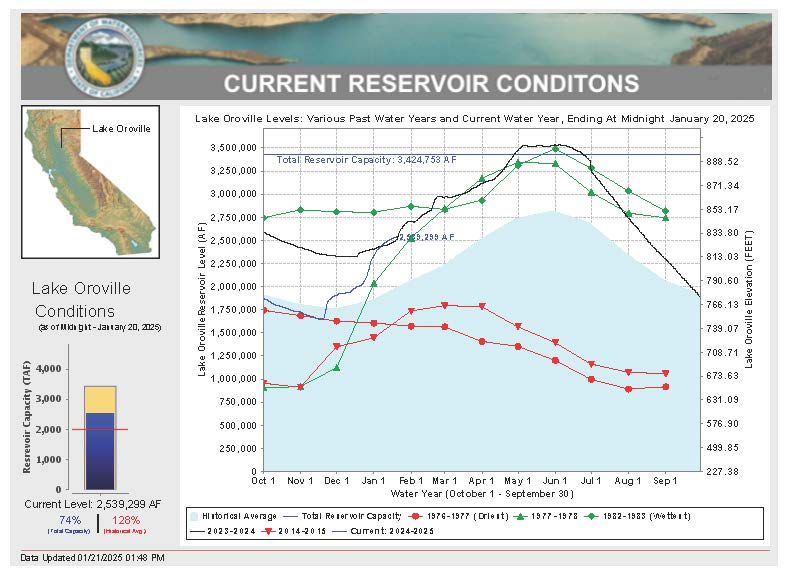 DEPARTMENT OF WATER RESOURCES
STATE OF CALIFORNIA
CURRENT RESERVOIR CONDITONS
Lake Oroville
Lake Oroville Levels: Various Past Water Years and Current Water Year, Ending At Midnight January 20, 2025
Total Reservoir Capacity: 3,424,753 AF
2,539,299 AF
Lake Oroville Reservoir Level (AF)
3,500,000
3,250,000
3,000,000
2,750,000
2,500,000
2,250,000
2,000,000
1,750,000
1,500,000
1,250,000
1,000,000
750,000
500,000
250,000
0
Lake Oroville Elevation (FEET)
888.52
871.34
853.17
833.80
813.03
790.60
766.13
739.07
708.71
673.63
631.09
576.90
499.85
227.38
Oct 1 Nov 1 Dec 1 Jan 1 Feb 1 Mar 1 Apr 1 May 1 Jun 1 Jul 1 Aug 1 Sep 1
Water Year (October 1 - September 30)
Historical Average Total Reservoir Capacity 1976-1977 (Driest) 1977-1978 1982-1983 (Wettest)
2023-2024 2014-2015 Current: 2024-2025
Lake Oroville
Conditions
(as of Midnight - January 20, 2025)
Resrevoir Capacity (TAF)
4,000
3,000
2,000
1,000
0
Current Level: 2,539,299 AF
74% 128%
(Total Capacity) (Historical Avg.)
Data Updated 01/21/2025 01:48 PM